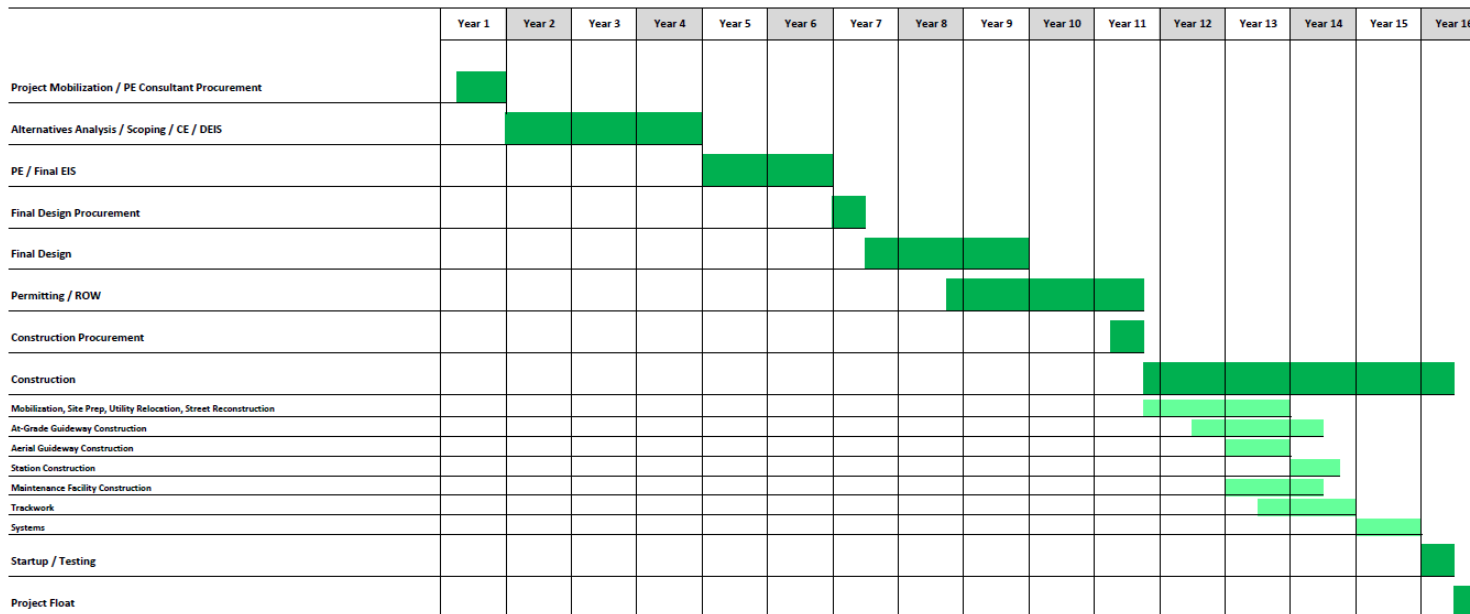 Year 1 Year 2 Year 3 Year 4 Year 5 Year 6 Year 7 Year 8 Year 9 Year 10 Year 11 Year 12 Year 13 Year 14 Year 15 Year 16
Project Mobilization / PE Consultant Procurement
Alternatives Analysis / Scoping / CE / DEIS
PE / Final EIS
Final Design Procurement
Final Design
Permitting / ROW
Construction Procurement
Construction
Mobilization, Site Prep, Utility Relocation, Street Reconstruction
At-Grade Guideway Construction
Aerial Guideway Construction
Station Construction
Maintenance Facility Construction
Trackwork
Systems
Startup / Testing
Project Float